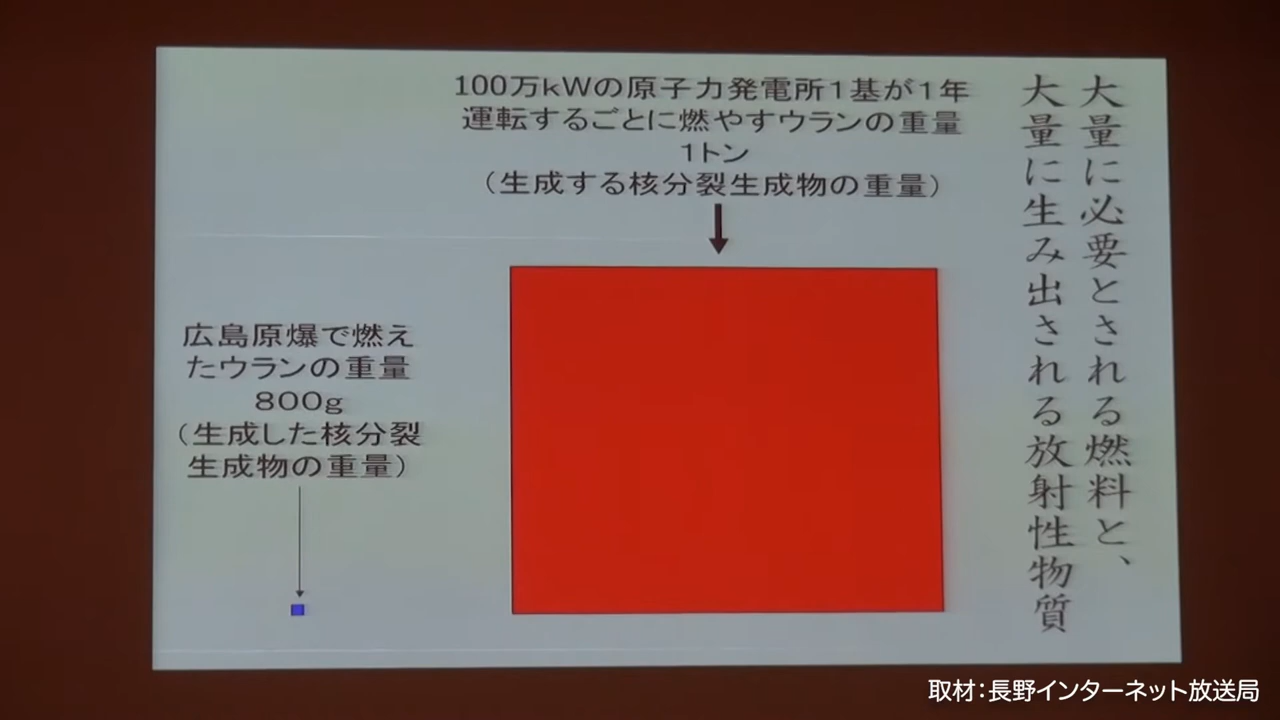 大量に必要とされる燃料と、
大量に生み出される放射性物質
100万kWの原子力発電所1基が1年
運転するごとに燃やすウランの重量
1トン
（生成する核分裂生成物の重量）
広島原爆で燃え
たウランの重量
800g
（生成した核分裂
生成物の重量）
取材：長野インターネット放送局